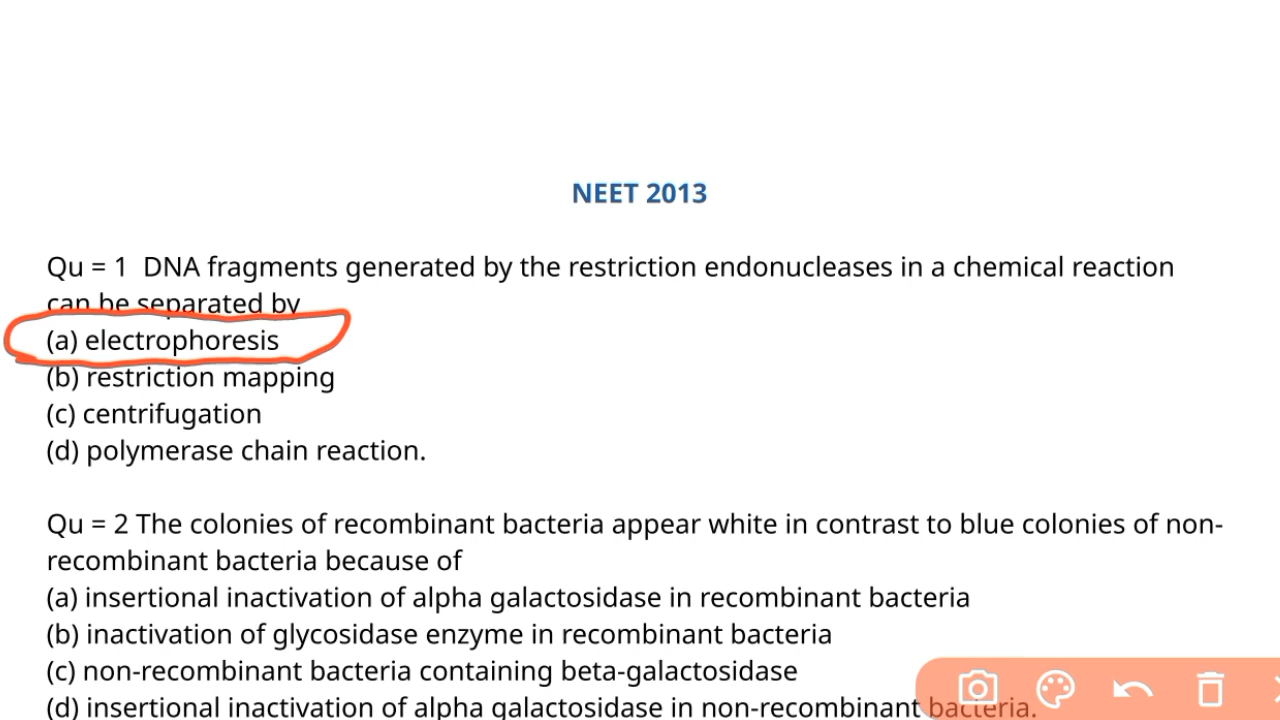 NEET 2013
Qu = 1 DNA fragments generated by the restriction endonucleases in a chemical reaction
can be separated by
(a) electrophoresis
(b) restriction mapping
(c) centrifugation
(d) polymerase chain reaction.
Qu = 2 The colonies of recombinant bacteria appear white in contrast to blue colonies of non-
recombinant bacteria because of
(a) insertional inactivation of alpha galactosidase in recombinant bacteria
(b) inactivation of glycosidase enzyme in recombinant bacteria
(c) non-recombinant bacteria containing beta-galactosidase
(d) insertional inactivation of alpha galactosidase in non-recombinant bacteria.